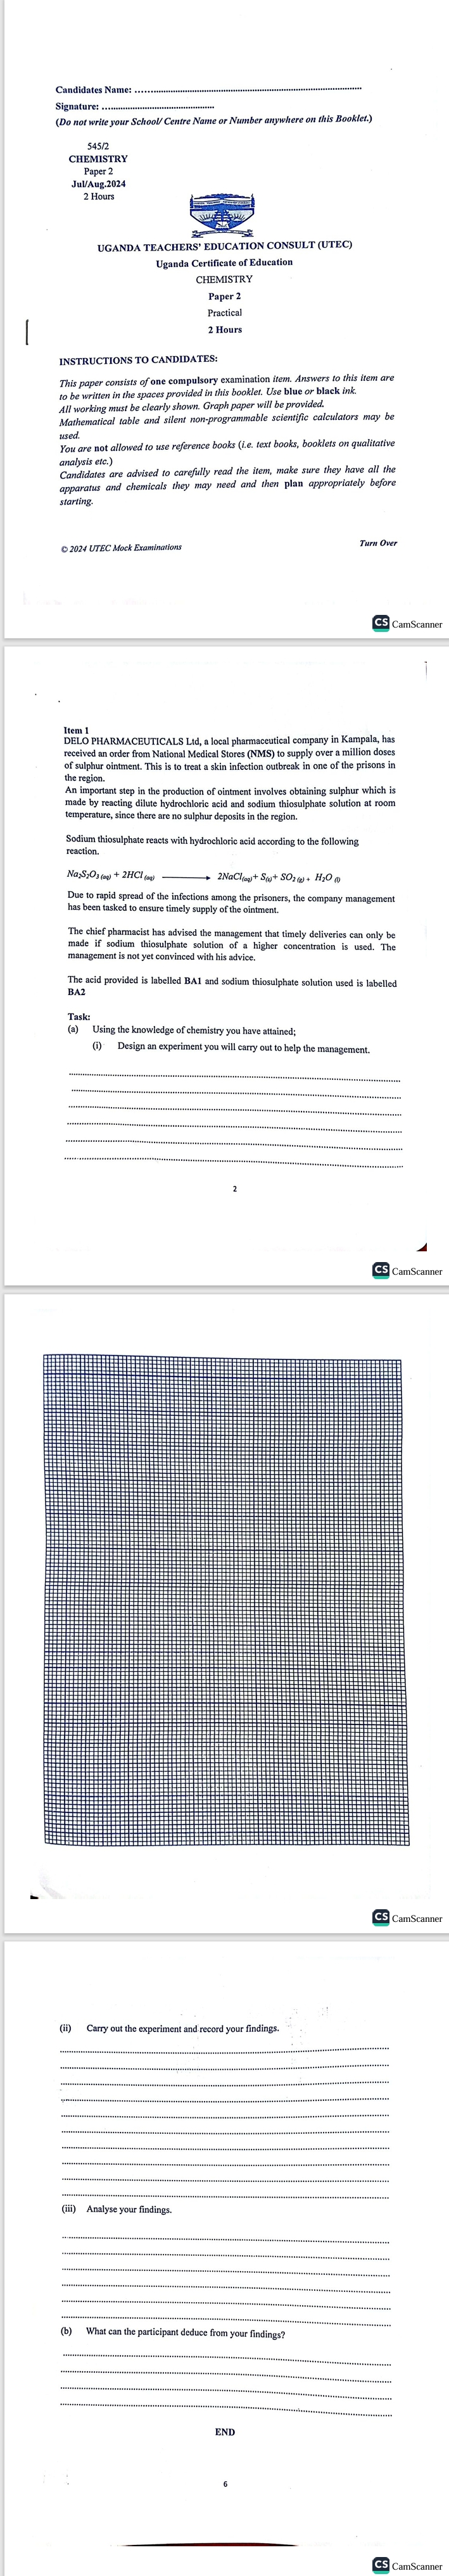 Candidates Name: ....................
Signature: ....................
(Do not write your School/ Centre Name or Number anywhere on this Booklet.)
545/2
CHEMISTRY
Paper 2
Jul/Aug.2024
2 Hours
UGANDA TEACHERS' EDUCATION CONSULT (UTEC)
Uganda Certificate of Education
CHEMISTRY
Paper 2
Practical
2 Hours
INSTRUCTIONS TO CANDIDATES:
This paper consists of one compulsory examination item. Answers to this item are
to be written in the spaces provided in this booklet. Use blue or black ink.
All working must be clearly shown. Graph paper will be provided.
Mathematical table and silent non-programmable scientific calculators may be
used.
You are not allowed to use reference books (i.e. text books, booklets on qualitative
analysis etc.)
Candidates are advised to carefully read the item, make sure they have all the
apparatus and chemicals they may need and then plan appropriately before
starting.
© 2024 UTEC Mock Examinations
Turn Over
CS CamScanner
Item 1
DELO PHARMACEUTICALS Ltd, a local pharmaceutical company in Kampala, has
received an order from National Medical Stores (NMS) to supply over a million doses
of sulphur ointment. This is to treat a skin infection outbreak in one of the prisons in
the region.
An important step in the production of ointment involves obtaining sulphur which is
made by reacting dilute hydrochloric acid and sodium thiosulphate solution at room
temperature, since there are no sulphur deposits in the region.
Sodium thiosulphate reacts with hydrochloric acid according to the following
reaction.
Na₂S₂O₃ (aq) + 2HCl (aq) ⟶ 2NaCl(aq)+ S(s)+ SO₂ (g) + H₂O (l)
Due to rapid spread of the infections among the prisoners, the company management
has been tasked to ensure timely supply of the ointment.
The chief pharmacist has advised the management that timely deliveries can only be
made if sodium thiosulphate solution of a higher concentration is used. The
management is not yet convinced with his advice.
The acid provided is labelled BA1 and sodium thiosulphate solution used is labelled
BA2
Task:
(a) Using the knowledge of chemistry you have attained;
(i) Design an experiment you will carry out to help the management.
2
CS CamScanner
CS CamScanner
(ii) Carry out the experiment and record your findings.
(iii) Analyse your findings.
(b) What can the participant deduce from your findings?
END
6
CS CamScanner